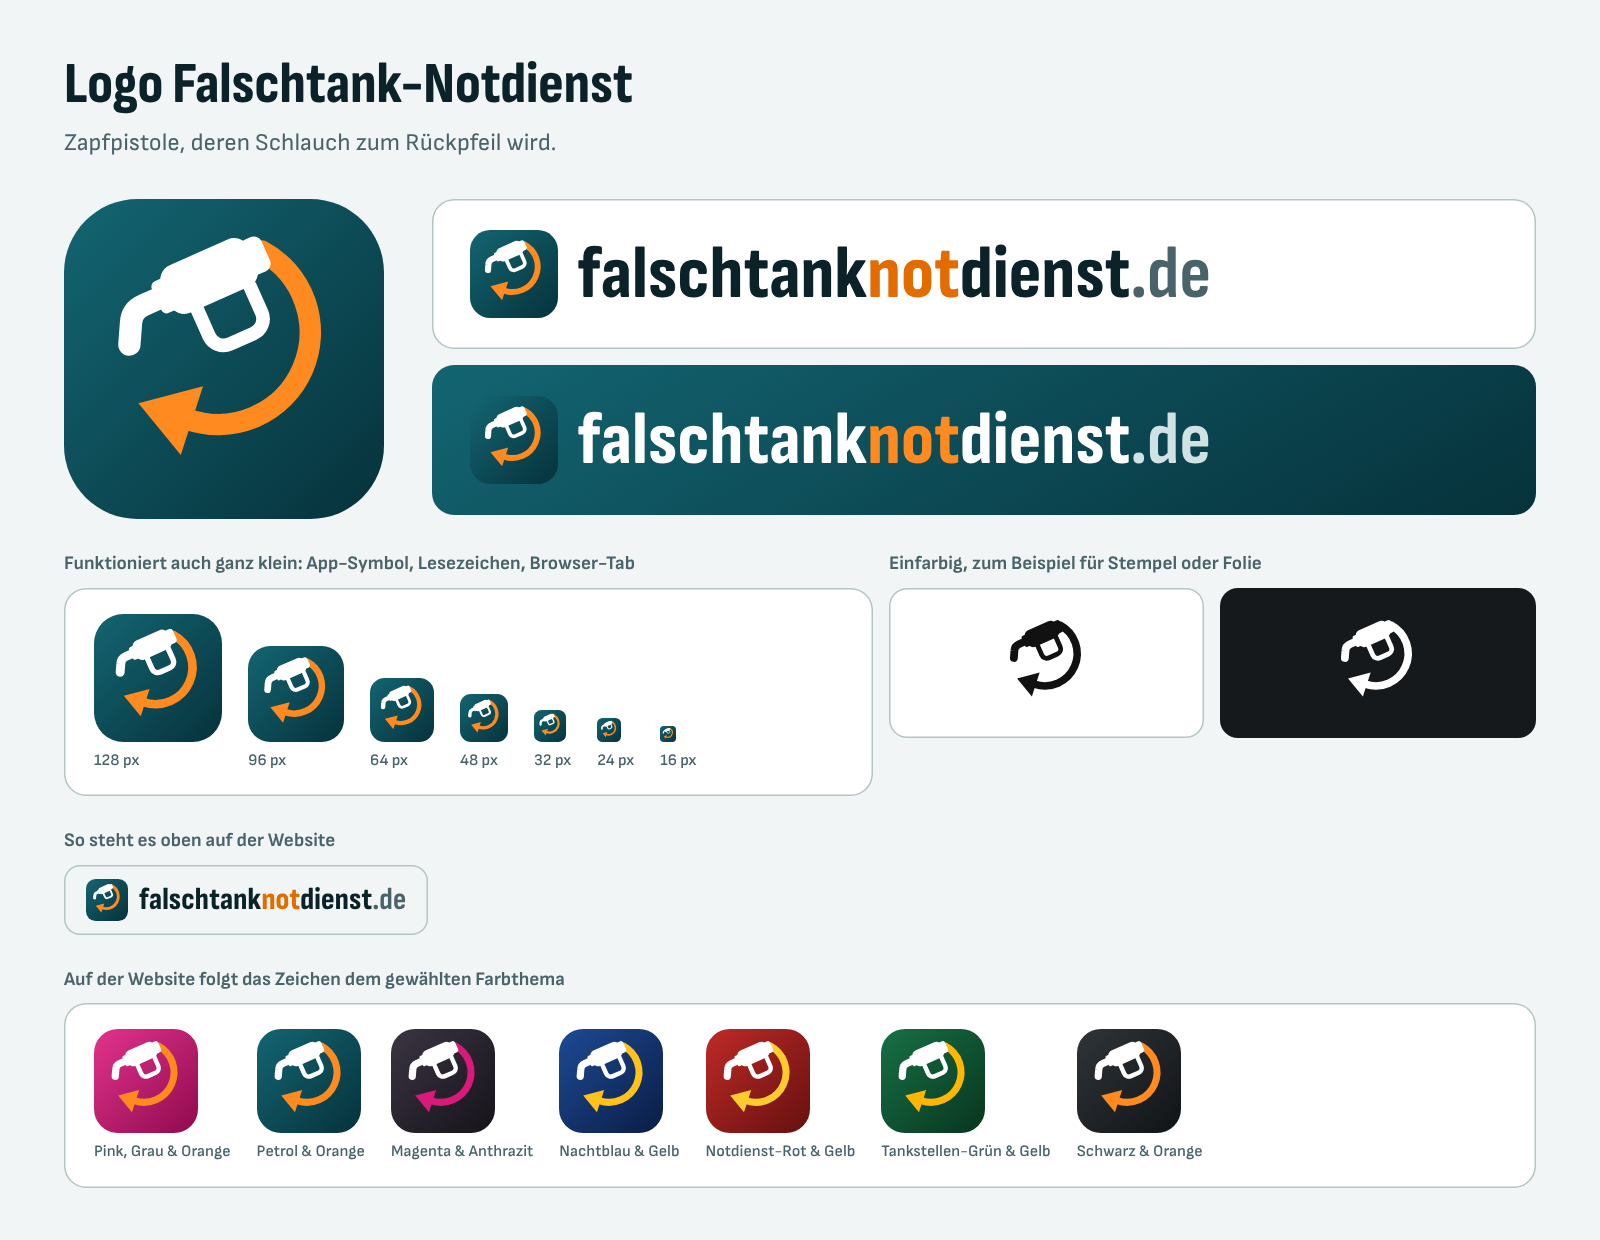 Logo Falschtank-Notdienst
Zapfpistole, deren Schlauch zum Rückpfeil wird.
falschtanknotdienst.de
falschtanknotdienst.de
Funktioniert auch ganz klein: App-Symbol, Lesezeichen, Browser-Tab
128 px
96 px
64 px
48 px
32 px
24 px
16 px
Einfarbig, zum Beispiel für Stempel oder Folie
So steht es oben auf der Website
falschtanknotdienst.de
Auf der Website folgt das Zeichen dem gewählten Farbthema
Pink, Grau & Orange
Petrol & Orange
Magenta & Anthrazit
Nachtblau & Gelb
Notdienst-Rot & Gelb
Tankstellen-Grün & Gelb
Schwarz & Orange